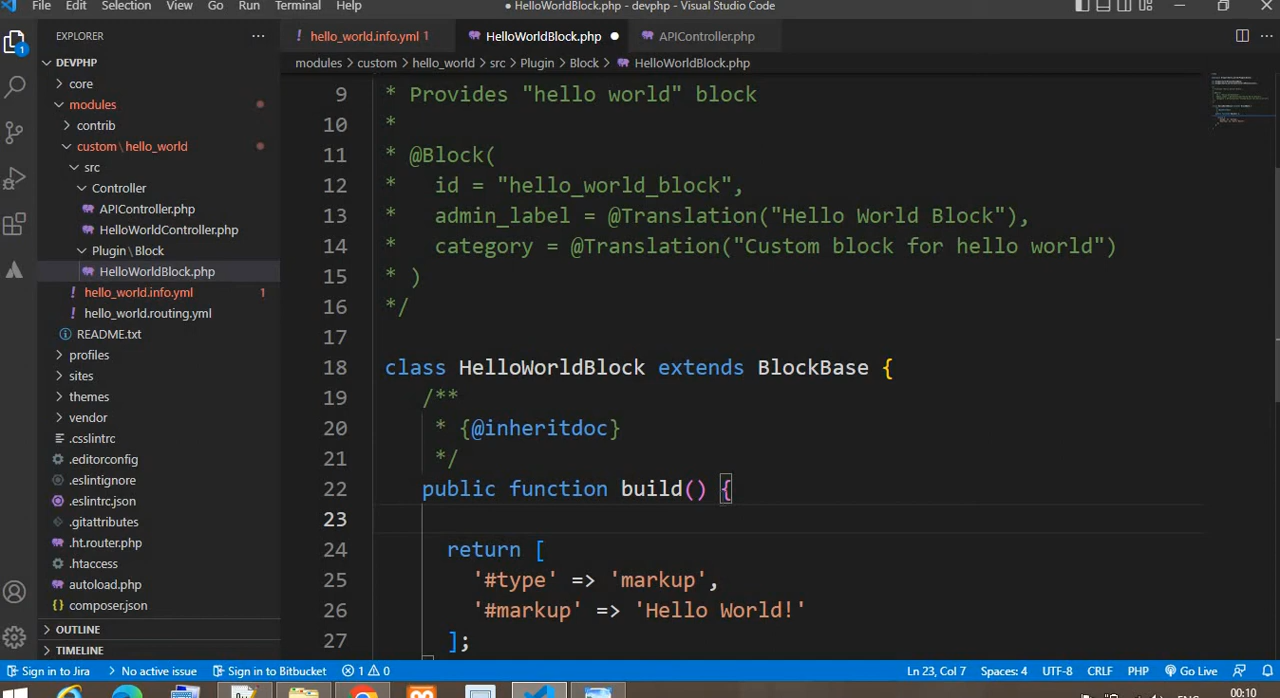 File Edit Selection View Go Run Terminal Help
● HelloWorldBlock.php - devphp - Visual Studio Code
EXPLORER
DEVPHP
core
modules
contrib
custom \ hello_world
src
Controller
APIController.php
HelloWorldController.php
Plugin \ Block
HelloWorldBlock.php
hello_world.info.yml 1
hello_world.routing.yml
README.txt
profiles
sites
themes
vendor
.csslintrc
.editorconfig
.eslintignore
.eslintrc.json
.gitattributes
.ht.router.php
.htaccess
autoload.php
composer.json
OUTLINE
TIMELINE
1
hello_world.info.yml 1
HelloWorldBlock.php ●
APIController.php
modules > custom > hello_world > src > Plugin > Block > HelloWorldBlock.php
9 * Provides "hello world" block
10 *
11 * @Block(
12 *   id = "hello_world_block",
13 *   admin_label = @Translation("Hello World Block"),
14 *   category = @Translation("Custom block for hello world")
15 * )
16 */
17
18 class HelloWorldBlock extends BlockBase {
19 /**
20 * {@inheritdoc}
21 */
22 public function build() {
23
24 return [
25 '#type' => 'markup',
26 '#markup' => 'Hello World!'
27 ];
Sign in to Jira No active issue Sign in to Bitbucket 1 0 Ln 23, Col 7 Spaces: 4 UTF-8 CRLF PHP Go Live
00:10